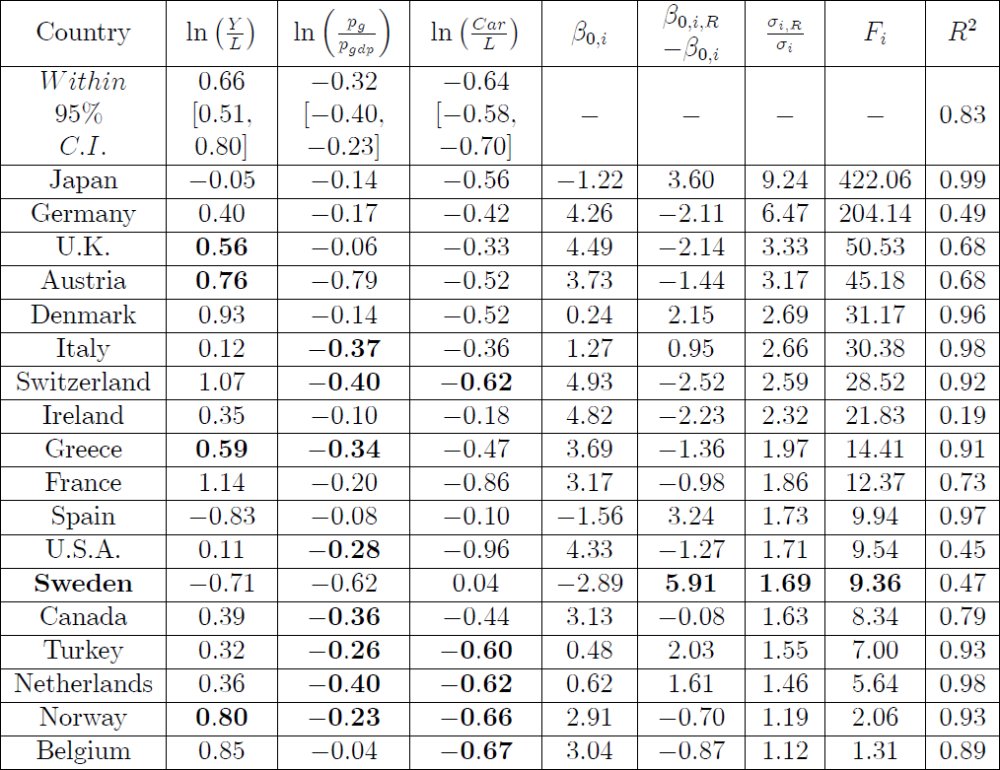 Country ln(Y/L) ln(p_g/p_gdp) ln(Car/L) β_{0,i} β_{0,i,R} −β_{0,i} σ_{i,R}/σ_i F_i R^2
Within 95% C.I. 0.66 [0.51, 0.80] −0.32 [−0.40, −0.23] −0.64 [−0.58, −0.70] − − − − 0.83
Japan −0.05 −0.14 −0.56 −1.22 3.60 9.24 422.06 0.99
Germany 0.40 −0.17 −0.42 4.26 −2.11 6.47 204.14 0.49
U.K. 0.56 −0.06 −0.33 4.49 −2.14 3.33 50.53 0.68
Austria 0.76 −0.79 −0.52 3.73 −1.44 3.17 45.18 0.68
Denmark 0.93 −0.14 −0.52 0.24 2.15 2.69 31.17 0.96
Italy 0.12 −0.37 −0.36 1.27 0.95 2.66 30.38 0.98
Switzerland 1.07 −0.40 −0.62 4.93 −2.52 2.59 28.52 0.92
Ireland 0.35 −0.10 −0.18 4.82 −2.23 2.32 21.83 0.19
Greece 0.59 −0.34 −0.47 3.69 −1.36 1.97 14.41 0.91
France 1.14 −0.20 −0.86 3.17 −0.98 1.86 12.37 0.73
Spain −0.83 −0.08 −0.10 −1.56 3.24 1.73 9.94 0.97
U.S.A. 0.11 −0.28 −0.96 4.33 −1.27 1.71 9.54 0.45
Sweden −0.71 −0.62 0.04 −2.89 5.91 1.69 9.36 0.47
Canada 0.39 −0.36 −0.44 3.13 −0.08 1.63 8.34 0.79
Turkey 0.32 −0.26 −0.60 0.48 2.03 1.55 7.00 0.93
Netherlands 0.36 −0.40 −0.62 0.62 1.61 1.46 5.64 0.98
Norway 0.80 −0.23 −0.66 2.91 −0.70 1.19 2.06 0.93
Belgium 0.85 −0.04 −0.67 3.04 −0.87 1.12 1.31 0.89